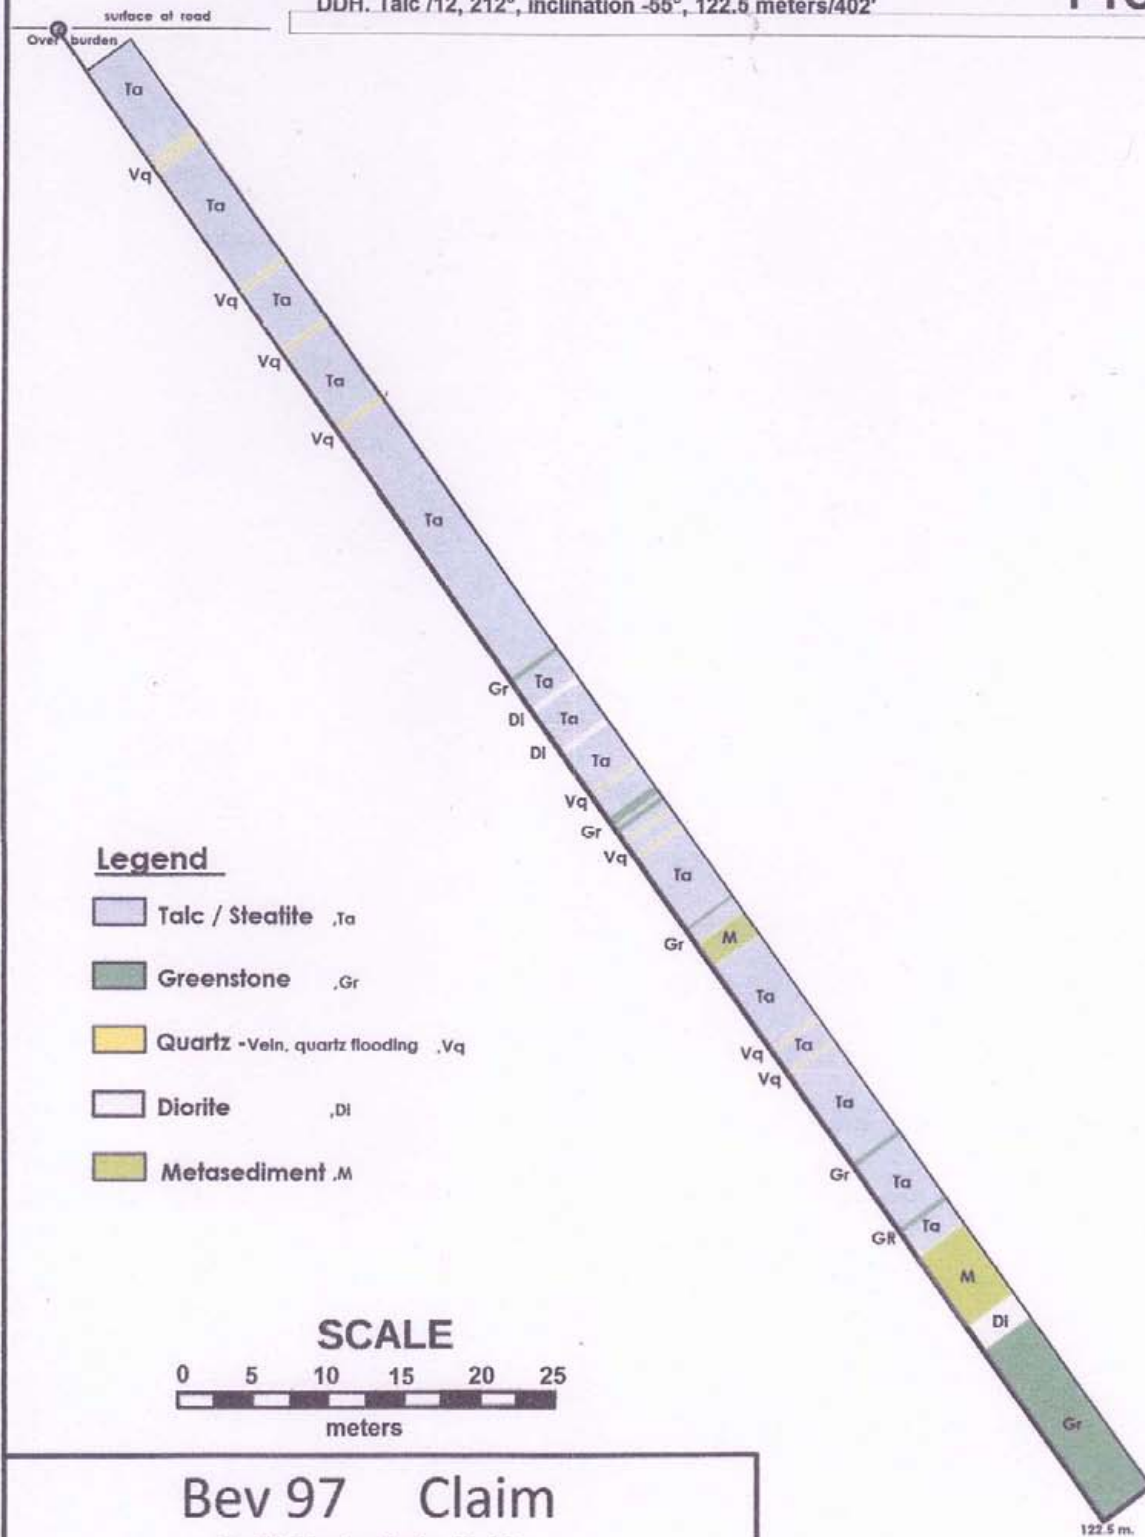 DDH. Talc /12, 212°, inclination -55°, 122.5 meters/402'
surface at road
Over burden
Ta
Vq
Ta
Vq
Ta
Vq
Ta
Vq
Ta
Gr
Ta
DI
Ta
DI
Ta
Vq
Gr
Vq
Ta
Gr
M
Ta
Vq
Ta
Vq
Ta
Gr
Ta
GR
Ta
M
DI
Gr
122.5 m.
Legend
Talc / Steatite ,Ta
Greenstone ,Gr
Quartz -Vein, quart flooding ,Vq
Diorite ,DI
Metasediment ,M
SCALE
0 5 10 15 20 25
meters
Bev 97 Claim